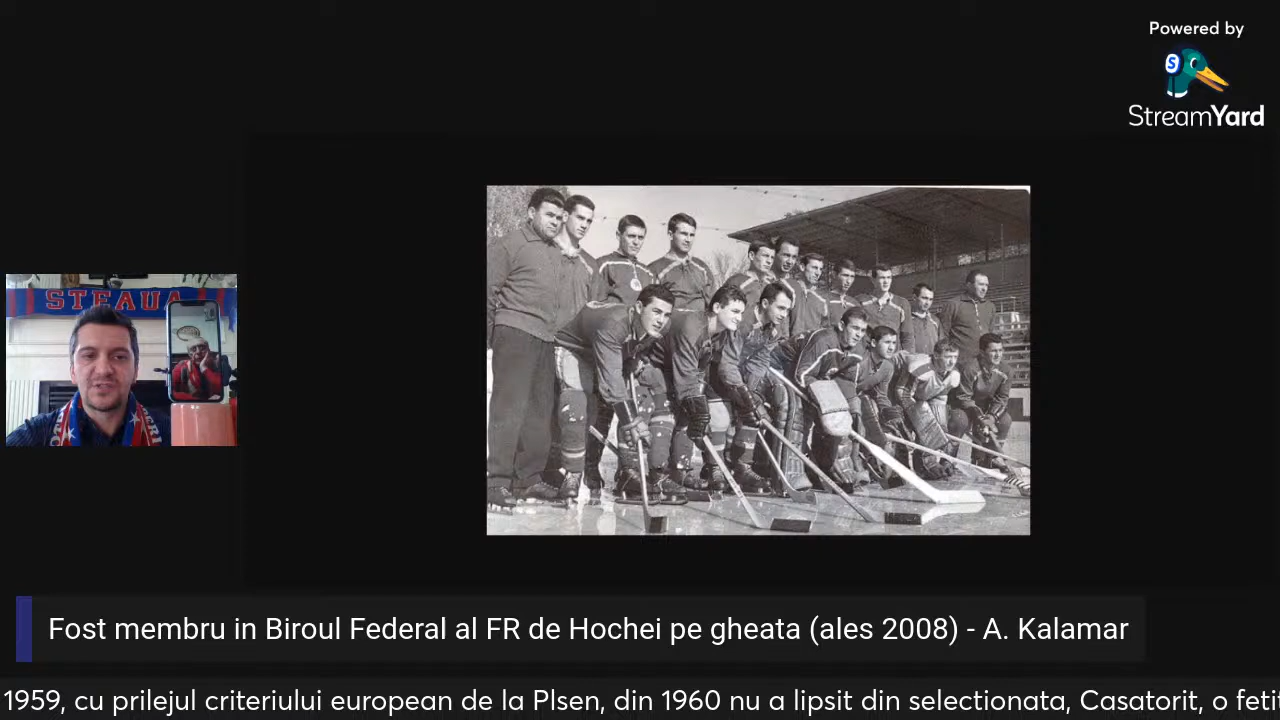 Powered by
StreamYard
STEAUA
Fost membru in Biroul Federal al FR de Hochei pe gheata (ales 2008) - A. Kalamar
1959, cu prilejul criteriului european de la Plsen, din 1960 nu a lipsit din selectionata, Casatorit, o feti